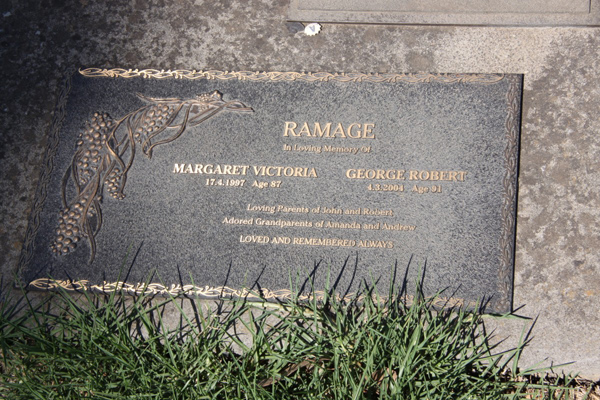 RAMAGE
In Loving Memory Of
MARGARET VICTORIA GEORGE ROBERT
17.4.1997 Age 87 4.3.2004 Age 91
Loving Parents of John and Robert.
Adored Grandparents of Amanda and Andrew.
LOVED AND REMEMBERED ALWAYS